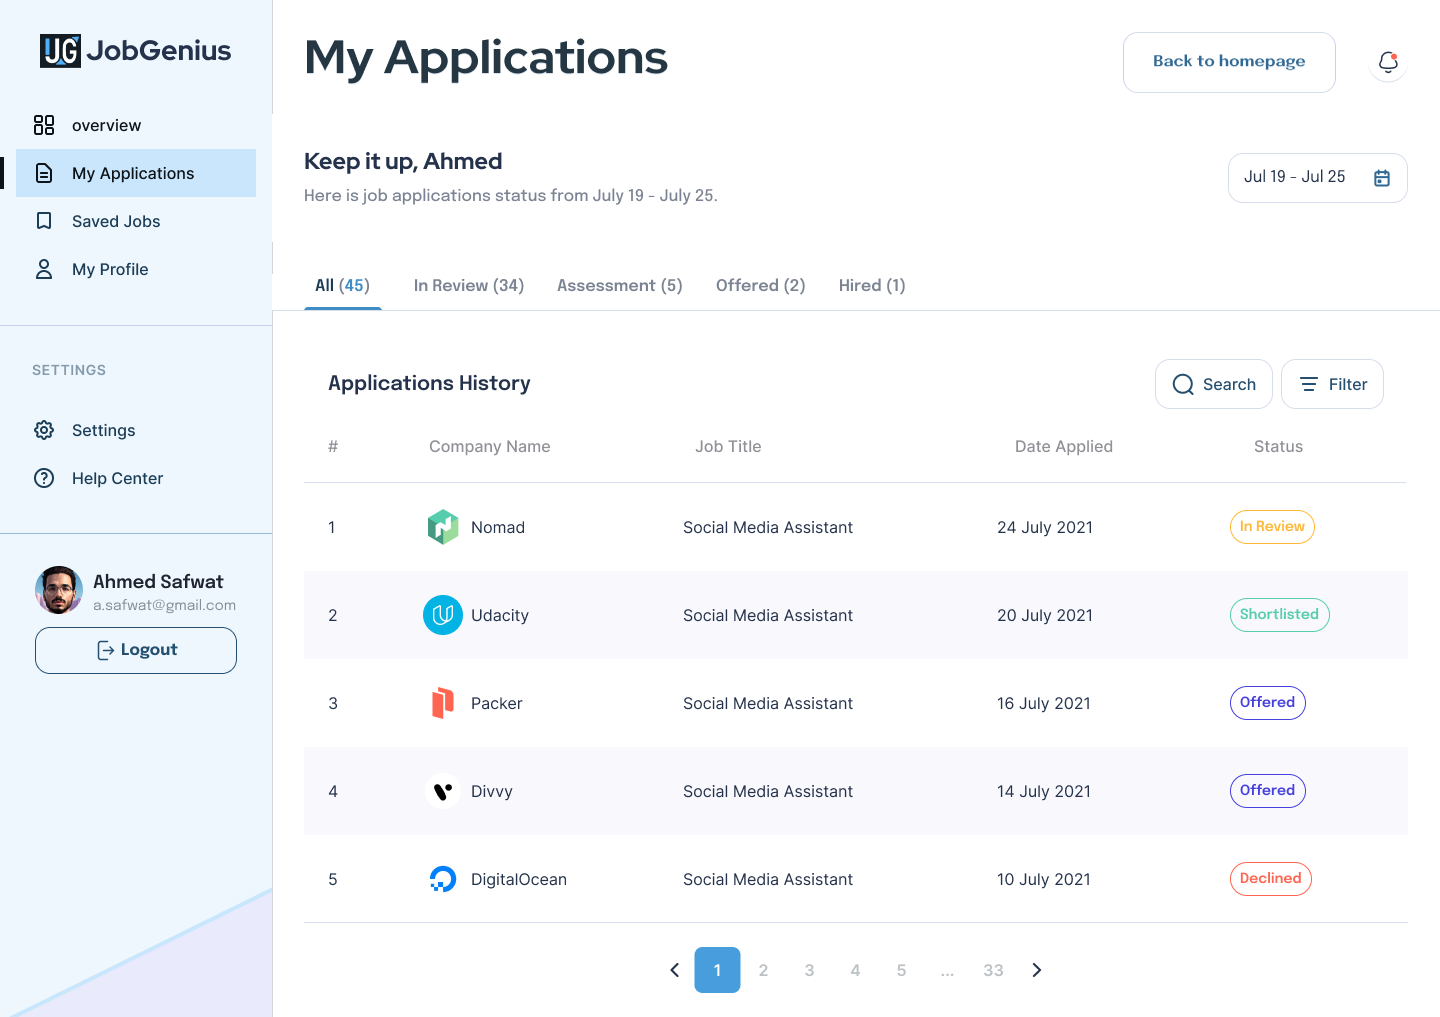 JG JobGenius
overview
My Applications
Saved Jobs
My Profile
SETTINGS
Settings
Help Center
Ahmed Safwat
a.safwat@gmail.com
Logout
My Applications
Back to homepage
Keep it up, Ahmed
Here is job applications status from July 19 - July 25.
Jul 19 - Jul 25
All (45) In Review (34) Assessment (5) Offered (2) Hired (1)
Applications History
Search Filter
# Company Name Job Title Date Applied Status
1 Nomad Social Media Assistant 24 July 2021 In Review
2 Udacity Social Media Assistant 20 July 2021 Shortlisted
3 Packer Social Media Assistant 16 July 2021 Offered
4 Divvy Social Media Assistant 14 July 2021 Offered
5 DigitalOcean Social Media Assistant 10 July 2021 Declined
1 2 3 4 5 ... 33